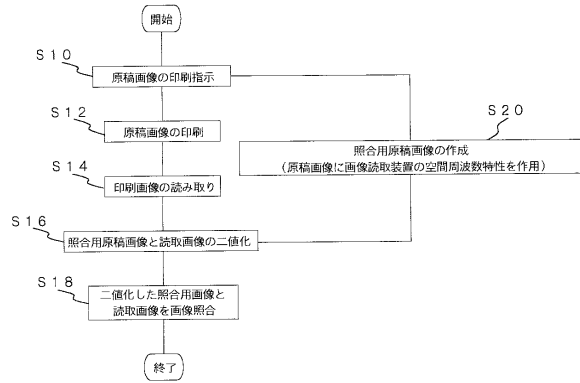 開始
S10
原稿画像の印刷指示
S12
原稿画像の印刷
S20
照合用原稿画像の作成
(原稿画像に画像読取装置の空間周波数特性を作用)
S14
印刷画像の読み取り
S16
照合用原稿画像と読取画像の二値化
S18
二値化した照合用画像と
読取画像を画像照合
終了